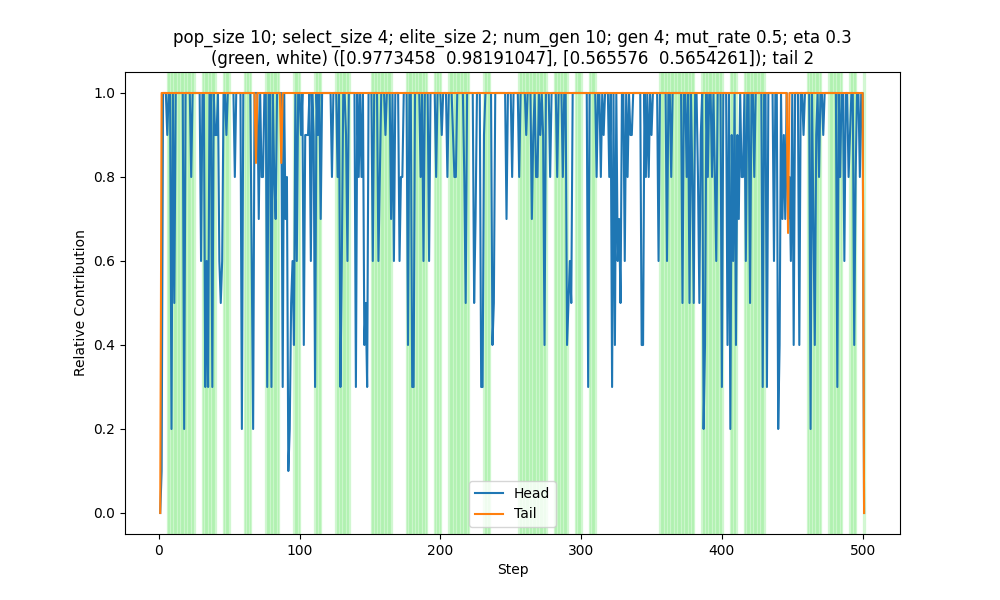 pop_size 10; select_size 4; elite_size 2; num_gen 10; gen 4; mut_rate 0.5; eta 0.3
(green, white) ([0.9773458  0.98191047], [0.565576  0.5654261]); tail 2
1.0
0.8
0.6
0.4
0.2
0.0
Relative Contribution
Head
Tail
0
100
200
300
400
500
Step